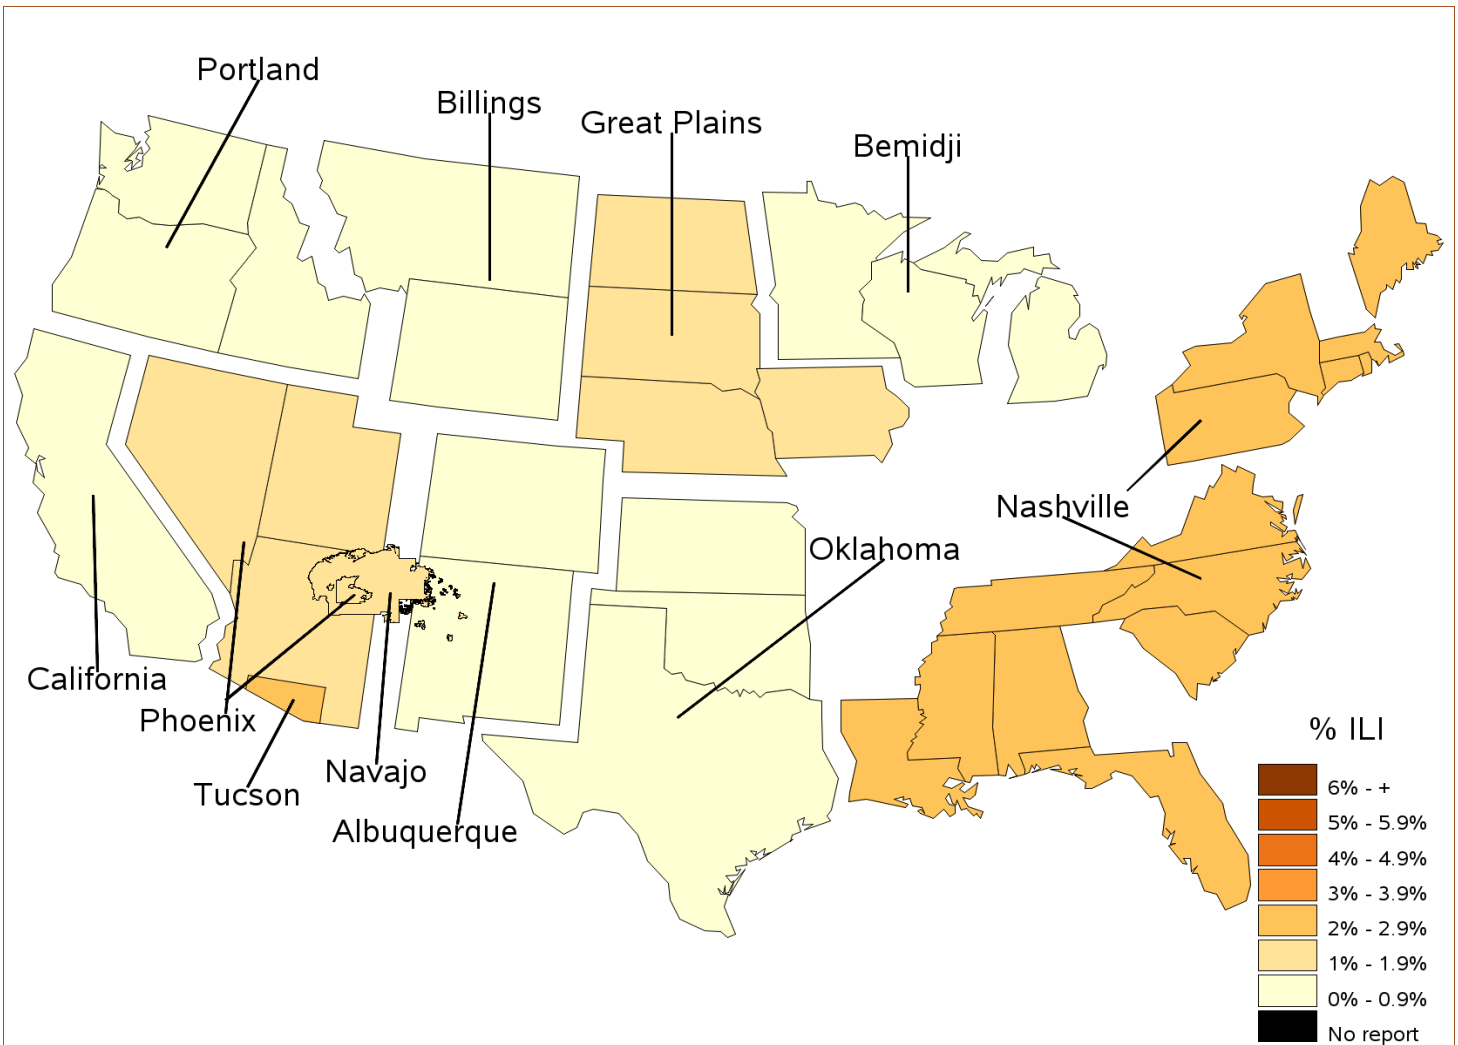 Portland
Billings
Great Plains
Bemidji
Nashville
Oklahoma
California
Phoenix
Navajo
Tucson
Albuquerque
% ILI
6% - +
5% - 5.9%
4% - 4.9%
3% - 3.9%
2% - 2.9%
1% - 1.9%
0% - 0.9%
No report